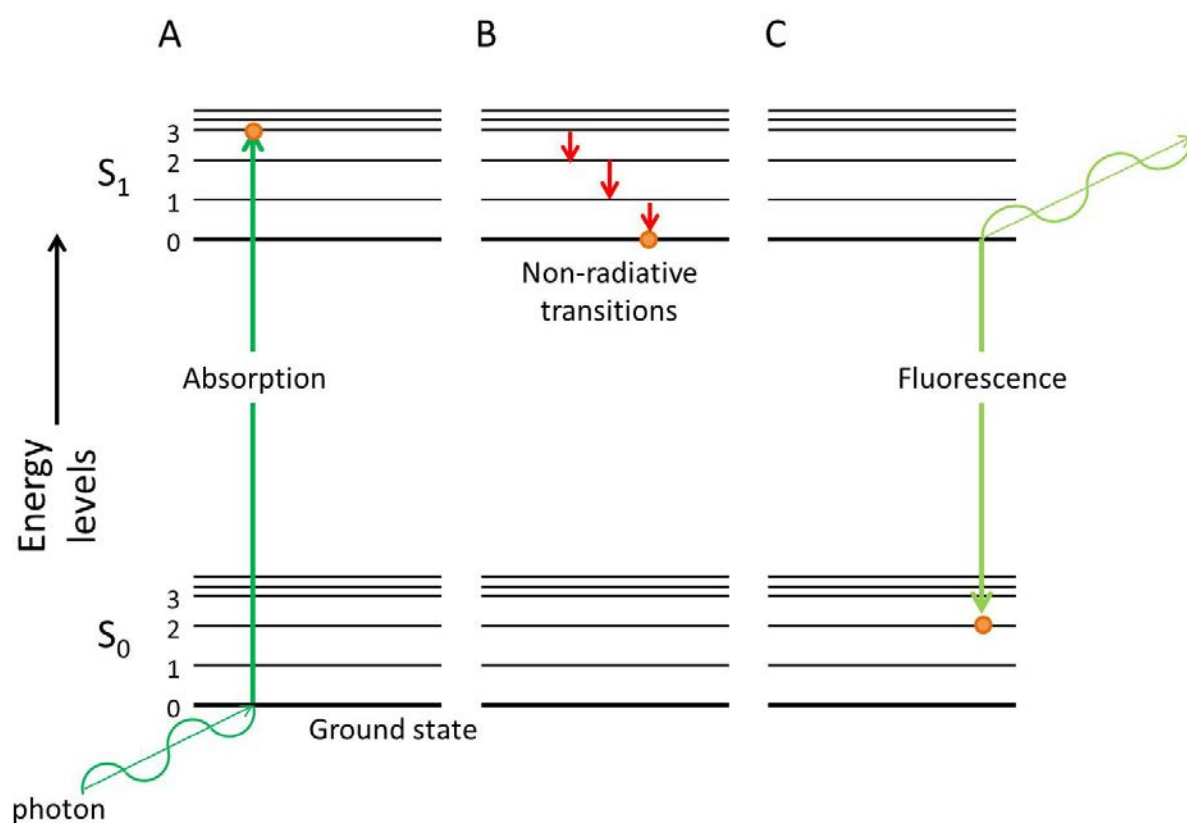 A B C
3
2
S₁
1
0
Non-radiative
transitions
Absorption
Fluorescence
Energy
levels
3
2
S₀
1
0
Ground state
photon